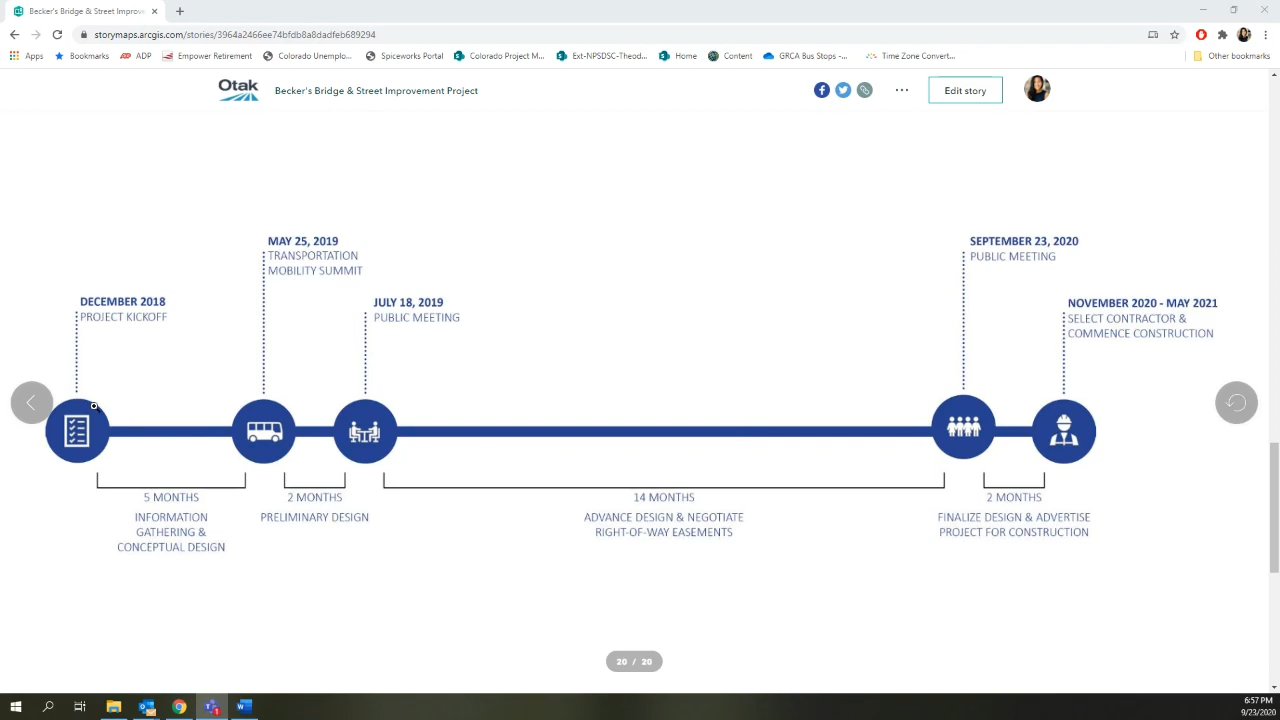 Becker's Bridge & Street Improve
storymaps.arcgis.com/stories/3964a2466ee74bfdb8a8dadfeb689294
Apps
Bookmarks
ADP
Empower Retirement
Colorado Unemplo...
Spiceworks Portal
Colorado Project M...
Ext-NPSDSC-Theod...
Home
Content
GRCA Bus Stops -...
Time Zone Convert...
Other bookmarks
Otak
Becker's Bridge & Street Improvement Project
Edit story
MAY 25, 2019
TRANSPORTATION
MOBILITY SUMMIT
SEPTEMBER 23, 2020
PUBLIC MEETING
DECEMBER 2018
PROJECT KICKOFF
JULY 18, 2019
PUBLIC MEETING
NOVEMBER 2020 - MAY 2021
SELECT CONTRACTOR &
COMMENCE CONSTRUCTION
5 MONTHS
INFORMATION
GATHERING &
CONCEPTUAL DESIGN
2 MONTHS
PRELIMINARY DESIGN
14 MONTHS
ADVANCE DESIGN & NEGOTIATE
RIGHT-OF-WAY EASEMENTS
2 MONTHS
FINALIZE DESIGN & ADVERTISE
PROJECT FOR CONSTRUCTION
20 / 20
6:57 PM
9/23/2020